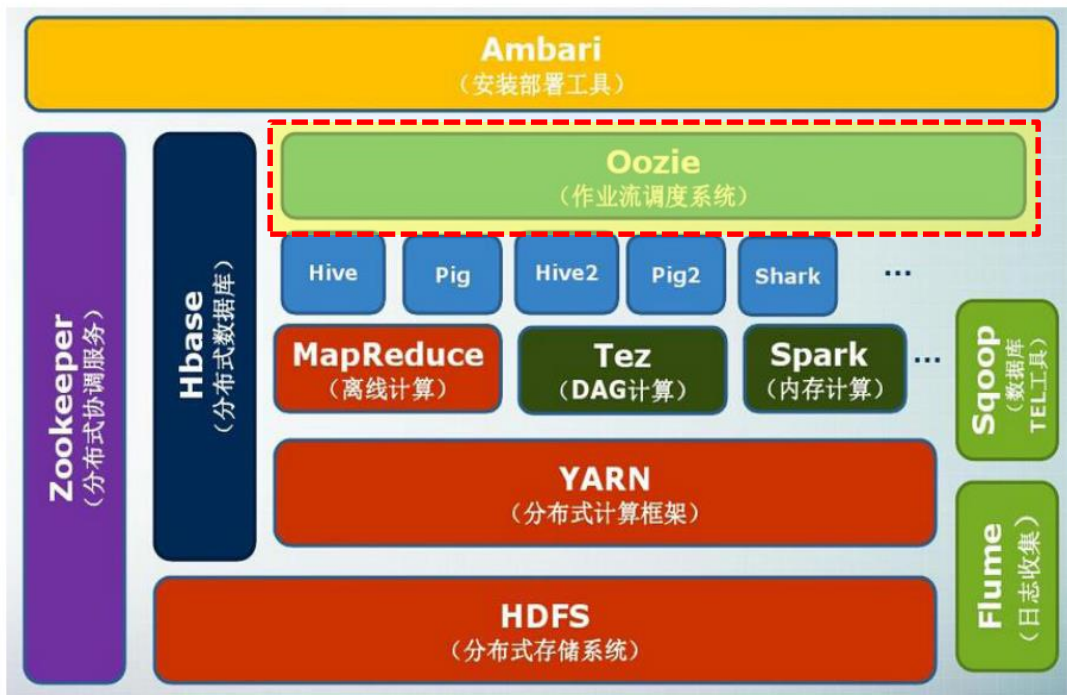 Ambari
（安装部署工具）
Zookeeper
（分布式协调服务）
Hbase
（分布式数据库）
Oozie
（作业流调度系统）
Hive
Pig
Hive2
Pig2
Shark
...
MapReduce
（离线计算）
Tez
（DAG计算）
Spark
（内存计算）
...
Sqoop
（数据库
TEL工具）
YARN
（分布式计算框架）
Flume
（日志收集）
HDFS
（分布式存储系统）